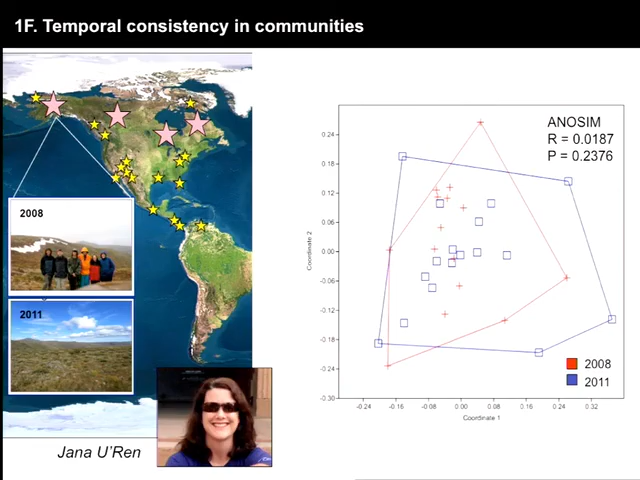 1F. Temporal consistency in communities
2008
2011
Jana U'Ren
ANOSIM
R = 0.0187
P = 0.2376
0.24
0.18
0.12
0.06
0.00
-0.06
-0.12
-0.18
-0.24
-0.30
Coordinate 2
-0.24 -0.16 -0.08 0.00 0.08 0.16 0.24 0.32
Coordinate 1
2008
2011